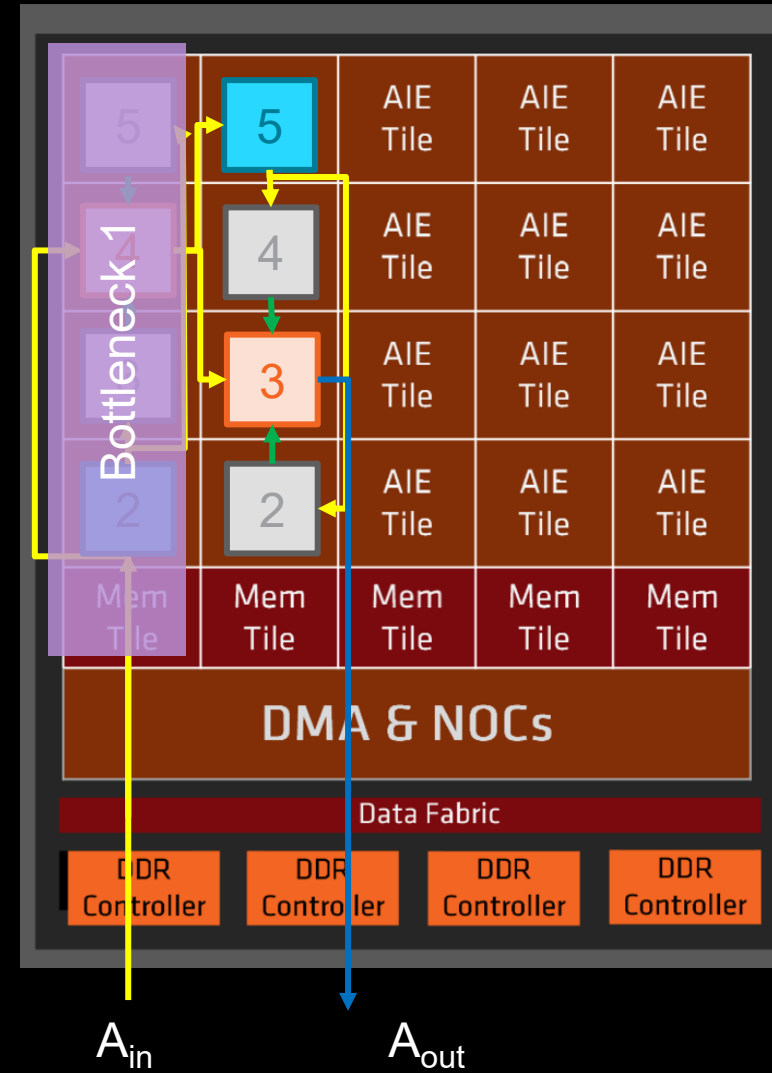 5
5
AIE
Tile
AIE
Tile
AIE
Tile
4
4
AIE
Tile
AIE
Tile
AIE
Tile
Bottleneck 1
3
AIE
Tile
AIE
Tile
AIE
Tile
2
2
AIE
Tile
AIE
Tile
AIE
Tile
Mem
Tile
Mem
Tile
Mem
Tile
Mem
Tile
Mem
Tile
DMA & NOCs
Data Fabric
DDR
Controller
DDR
Controller
DDR
Controller
DDR
Controller
Ain
Aout